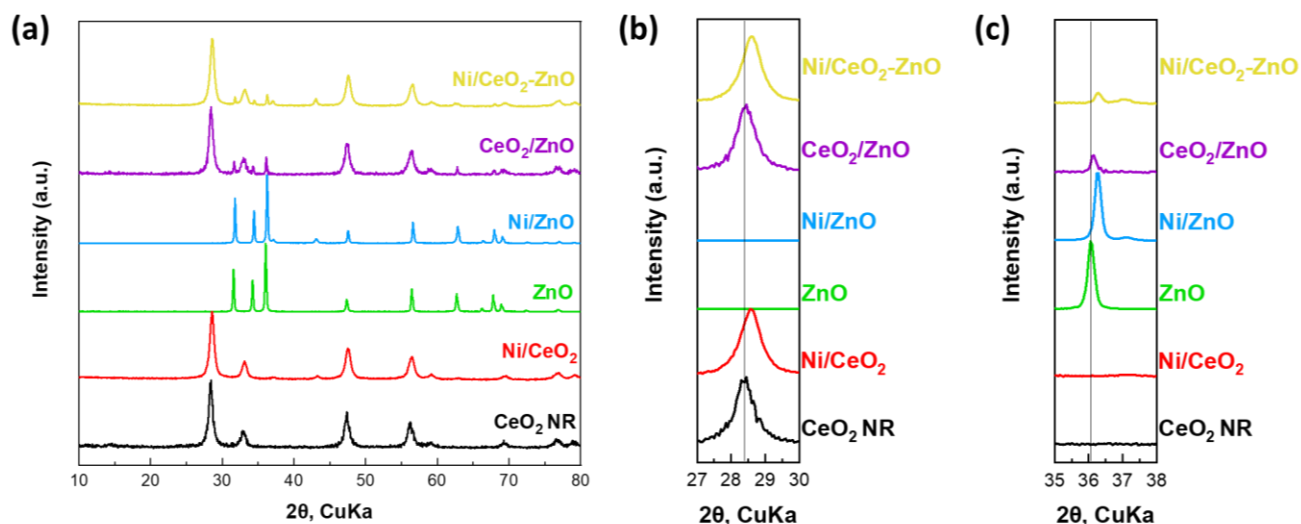 (a)
Intensity (a.u.)
Ni/CeO₂-ZnO
CeO₂/ZnO
Ni/ZnO
ZnO
Ni/CeO₂
CeO₂ NR
10 20 30 40 50 60 70 80
2θ, CuKa
(b)
Intensity (a.u.)
Ni/CeO₂-ZnO
CeO₂/ZnO
Ni/ZnO
ZnO
Ni/CeO₂
CeO₂ NR
27 28 29 30
2θ, CuKa
(c)
Intensity (a.u.)
Ni/CeO₂-ZnO
CeO₂/ZnO
Ni/ZnO
ZnO
Ni/CeO₂
CeO₂ NR
35 36 37 38
2θ, CuKa